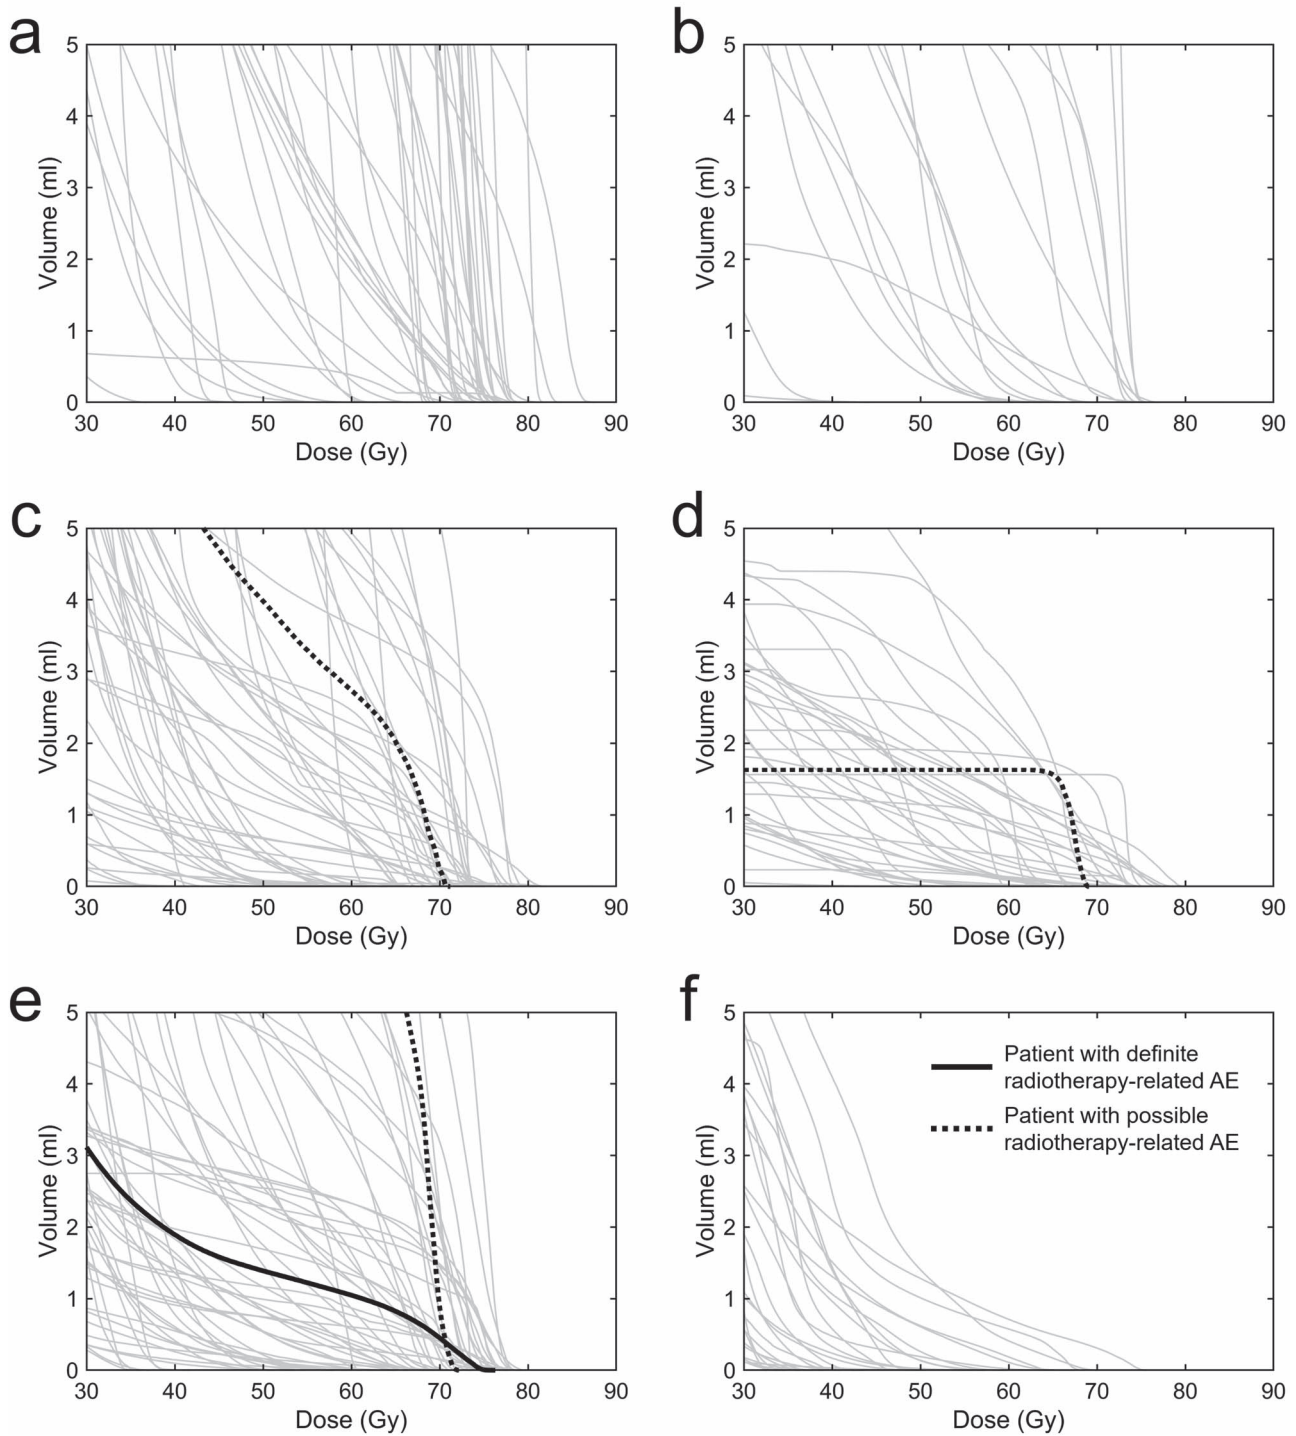 a
5
4
3
2
1
0
Volume (ml)
30 40 50 60 70 80 90
Dose (Gy)
b
5
4
3
2
1
0
Volume (ml)
30 40 50 60 70 80 90
Dose (Gy)
c
5
4
3
2
1
0
Volume (ml)
30 40 50 60 70 80 90
Dose (Gy)
d
5
4
3
2
1
0
Volume (ml)
30 40 50 60 70 80 90
Dose (Gy)
e
5
4
3
2
1
0
Volume (ml)
30 40 50 60 70 80 90
Dose (Gy)
f
5
4
3
2
1
0
Volume (ml)
Patient with definite
radiotherapy-related AE
Patient with possible
radiotherapy-related AE
30 40 50 60 70 80 90
Dose (Gy)